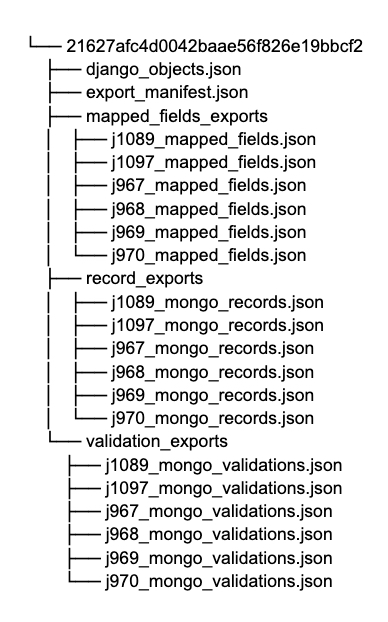 └── 21627afc4d0042baae56f826e19bbcf2
├── django_objects.json
├── export_manifest.json
├── mapped_fields_exports
│ ├── j1089_mapped_fields.json
│ ├── j1097_mapped_fields.json
│ ├── j967_mapped_fields.json
│ ├── j968_mapped_fields.json
│ ├── j969_mapped_fields.json
│ └── j970_mapped_fields.json
├── record_exports
│ ├── j1089_mongo_records.json
│ ├── j1097_mongo_records.json
│ ├── j967_mongo_records.json
│ ├── j968_mongo_records.json
│ ├── j969_mongo_records.json
│ └── j970_mongo_records.json
└── validation_exports
├── j1089_mongo_validations.json
├── j1097_mongo_validations.json
├── j967_mongo_validations.json
├── j968_mongo_validations.json
├── j969_mongo_validations.json
└── j970_mongo_validations.json